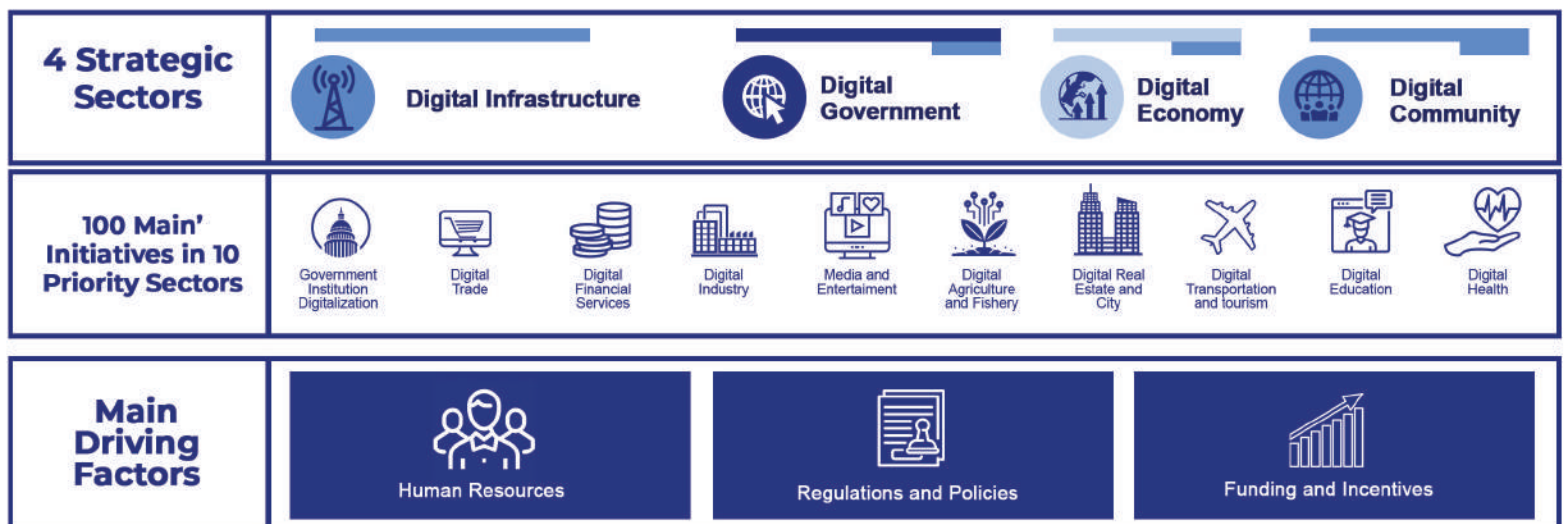 4 Strategic
Sectors
Digital Infrastructure
Digital
Government
Digital
Economy
Digital
Community
100 Main’
Initiatives in 10
Priority Sectors
Government
Institution
Digitalization
Digital
Trade
Digital
Financial
Services
Digital
Industry
Media and
Entertaiment
Digital
Agriculture
and Fishery
Digital Real
Estate and
City
Digital
Transportation
and tourism
Digital
Education
Digital
Health
Main
Driving
Factors
Human Resources
Regulations and Policies
Funding and Incentives